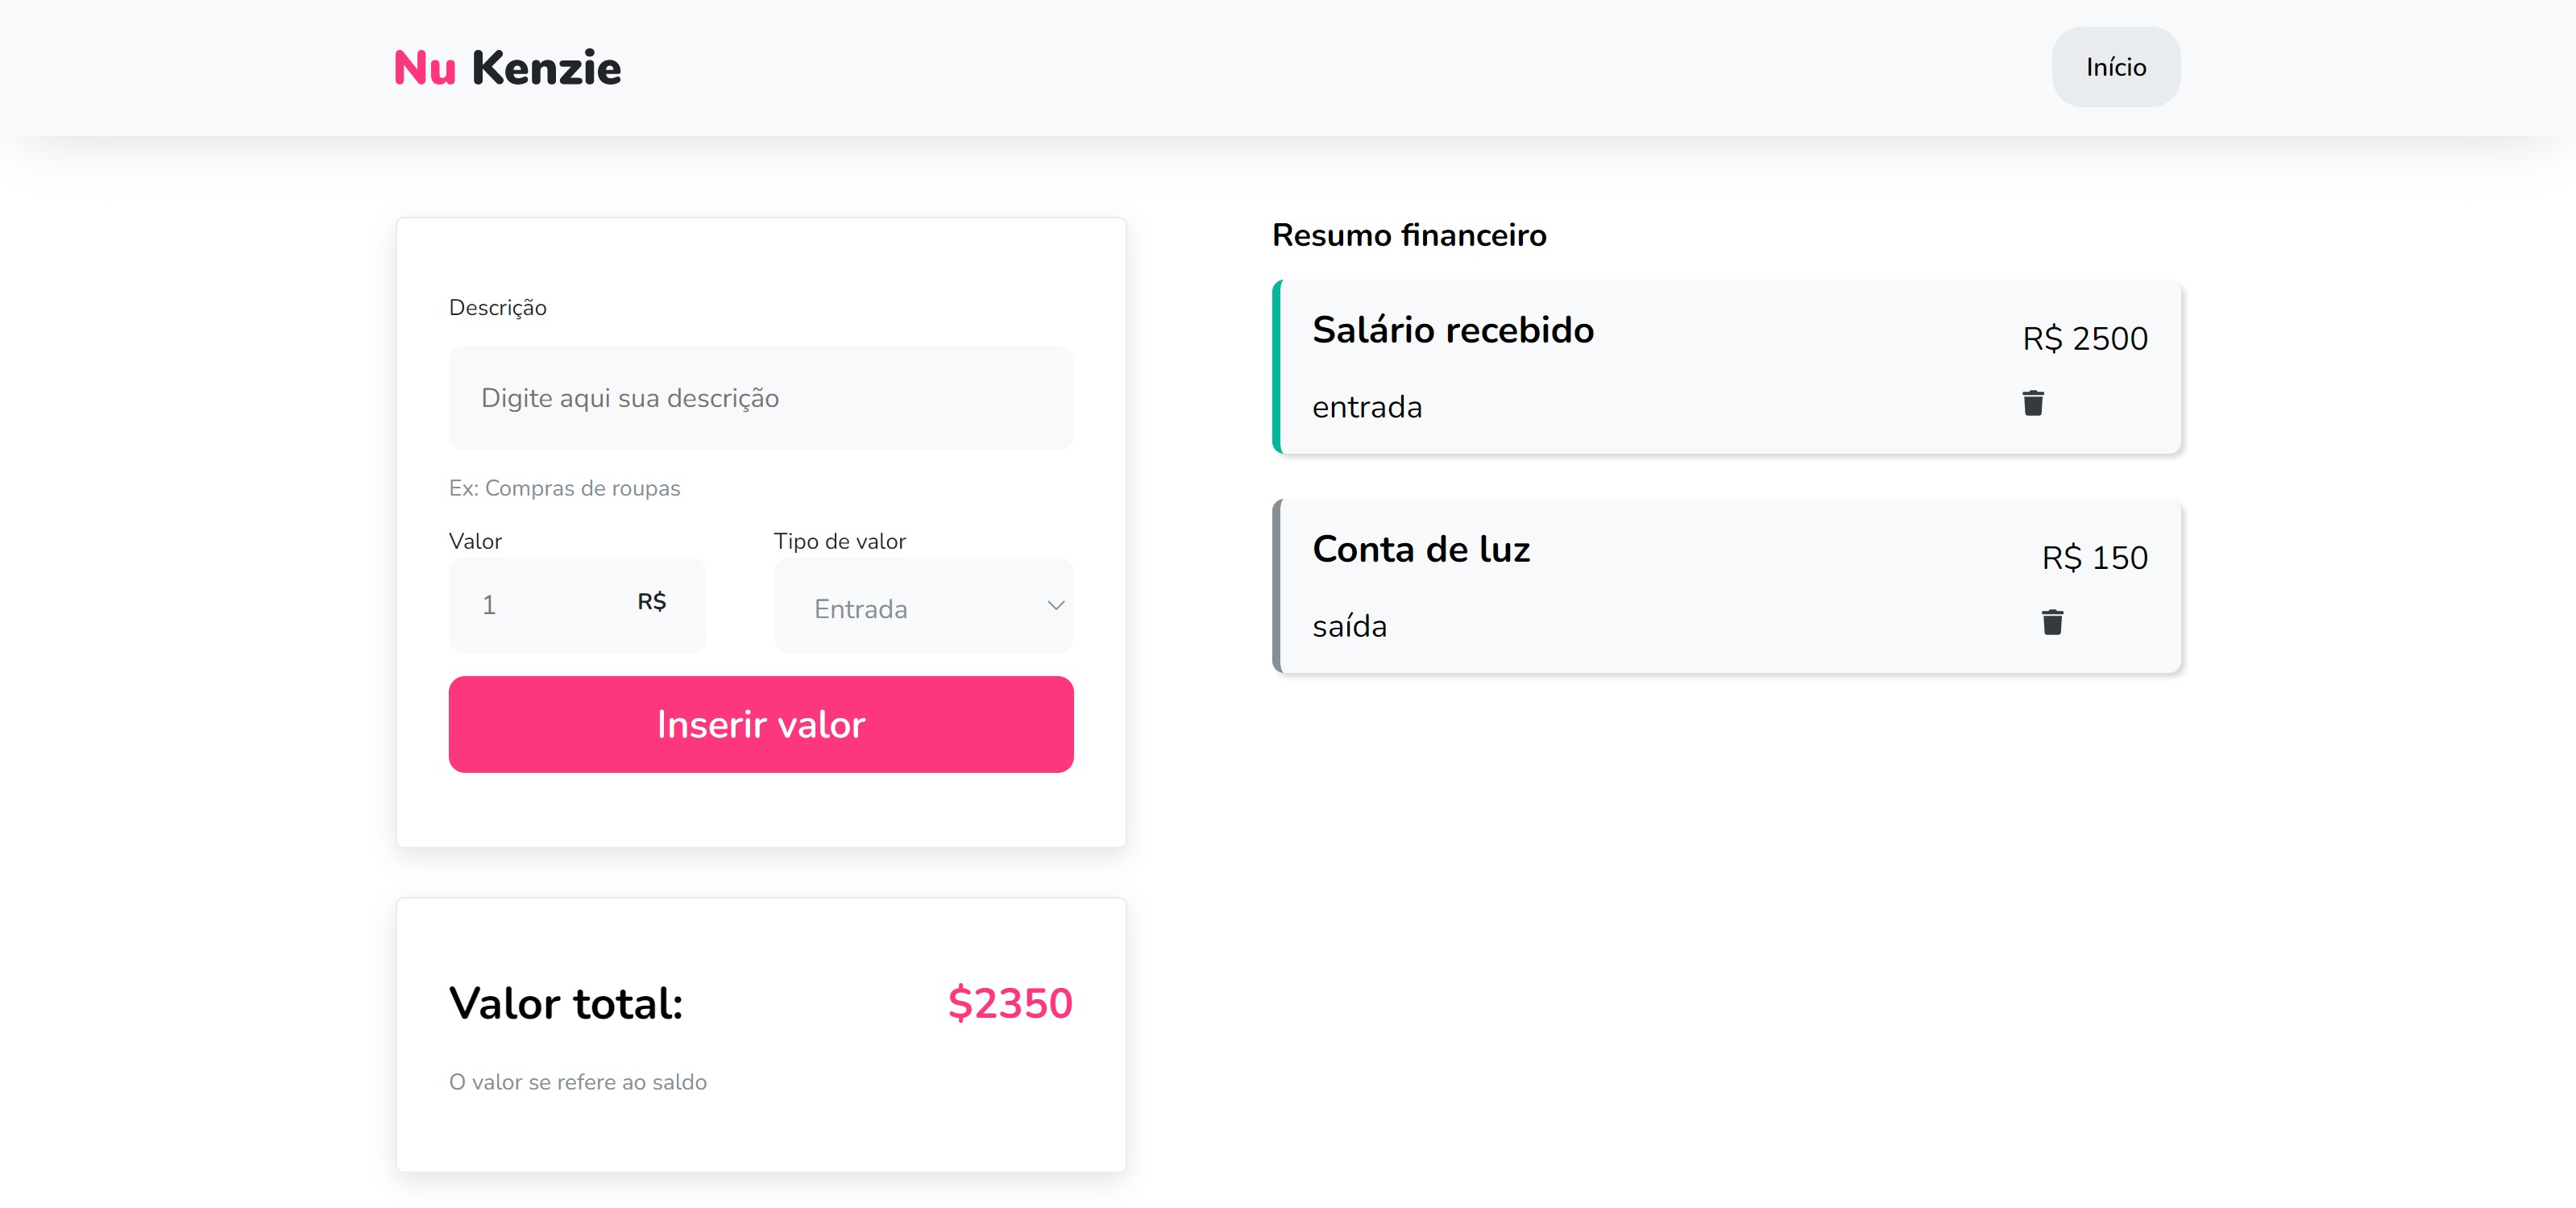 Nu Kenzie
Início
Descrição
Digite aqui sua descrição
Ex: Compras de roupas
Valor
Tipo de valor
1
R$
Entrada
Inserir valor
Valor total:
$2350
O valor se refere ao saldo
Resumo financeiro
Salário recebido
R$ 2500
entrada
Conta de luz
R$ 150
saída